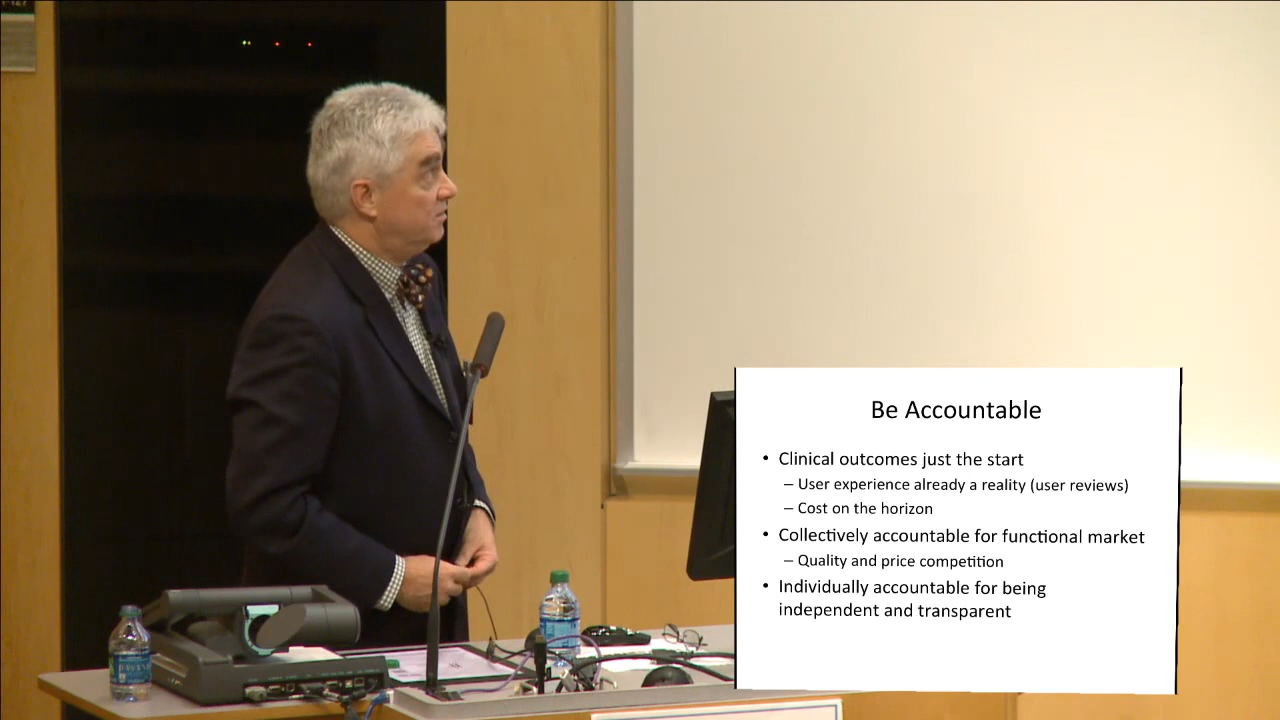 Be Accountable
• Clinical outcomes just the start
– User experience already a reality (user reviews)
– Cost on the horizon
• Collectively accountable for functional market
– Quality and price competition
• Individually accountable for being
independent and transparent